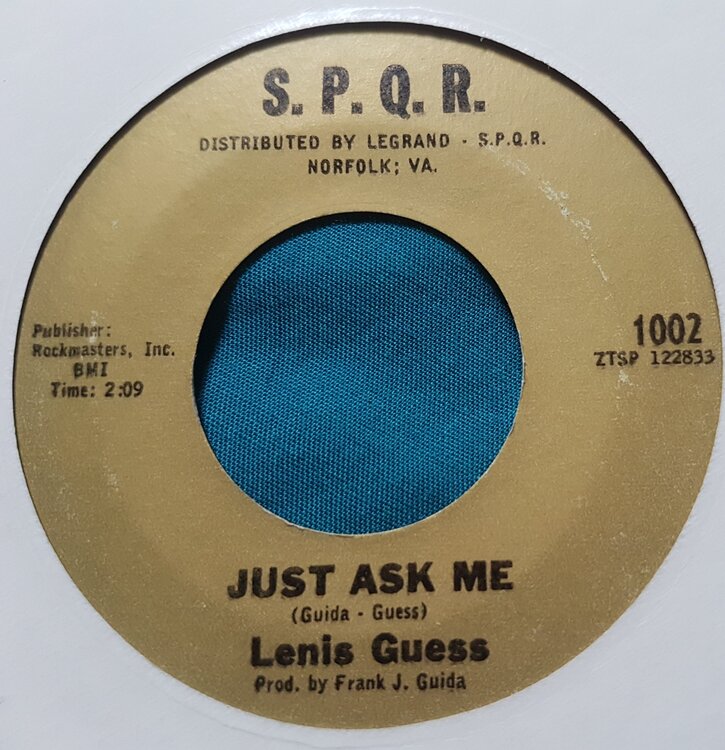 S. P. Q. R.
DISTRIBUTED BY LEGRAND - S.P.Q.R.
NORFOLK; VA.
Publisher:
Rockmasters, Inc.
BMI
Time: 2:09
1002
ZTSP 122833
JUST ASK ME
(Guida - Guess)
Lenis Guess
Prod. by Frank J. Guida